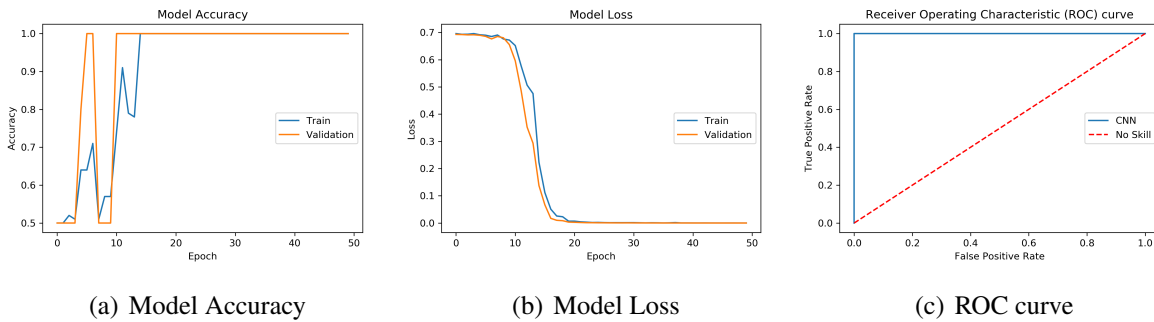 Model Accuracy
1.0
0.9
0.8
0.7
0.6
0.5
Accuracy
0
10
20
30
40
50
Epoch
Train
Validation
(a) Model Accuracy
Model Loss
0.7
0.6
0.5
0.4
0.3
0.2
0.1
0.0
Loss
0
10
20
30
40
50
Epoch
Train
Validation
(b) Model Loss
Receiver Operating Characteristic (ROC) curve
1.0
0.8
0.6
0.4
0.2
0.0
True Positive Rate
0.0
0.2
0.4
0.6
0.8
1.0
False Positive Rate
CNN
No Skill
(c) ROC curve